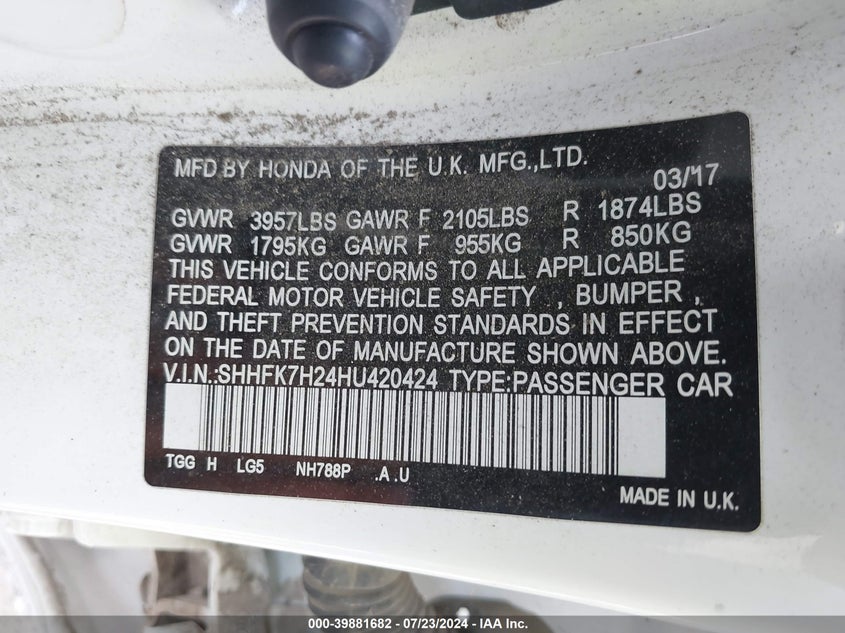 MFD BY HONDA OF THE U.K. MFG.,LTD.
03/17
GVWR 3957LBS GAWR F 2105LBS R 1874LBS
GVWR 1795KG GAWR F 955KG R 850KG
THIS VEHICLE CONFORMS TO ALL APPLICABLE
FEDERAL MOTOR VEHICLE SAFETY , BUMPER ,
AND THEFT PREVENTION STANDARDS IN EFFECT
ON THE DATE OF MANUFACTURE SHOWN ABOVE.
V.I.N.:SHHFK7H24HU420424 TYPE:PASSENGER CAR
TGG H LG5 NH788P .A .U
MADE IN U.K.
000-39881682 - 07/23/2024 - Copyright © IAA, Inc.